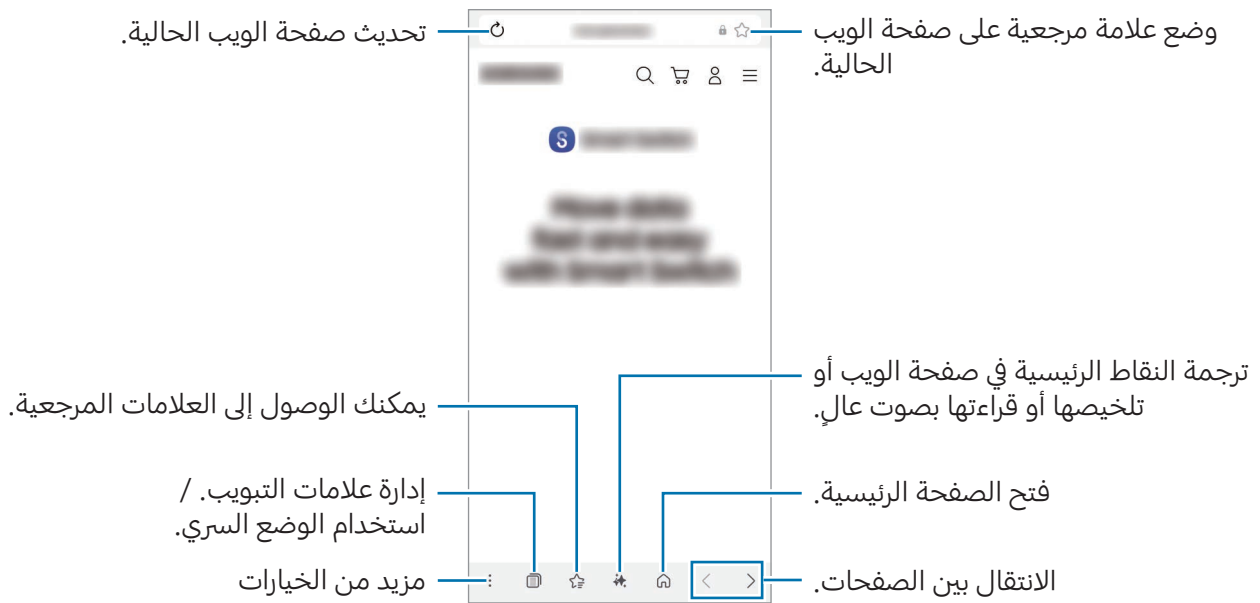 وضع علامة مرجعية على صفحة الويب
الحالية.
تحديث صفحة الويب الحالية.
S
ترجمة النقاط الرئيسية في صفحة الويب أو
تلخيصها أو قراءتها بصوت عالٍ.
يمكنك الوصول إلى العلامات المرجعية.
فتح الصفحة الرئيسية.
إدارة علامات التبويب. /
استخدام الوضع السري.
الانتقال بين الصفحات.
مزيد من الخيارات